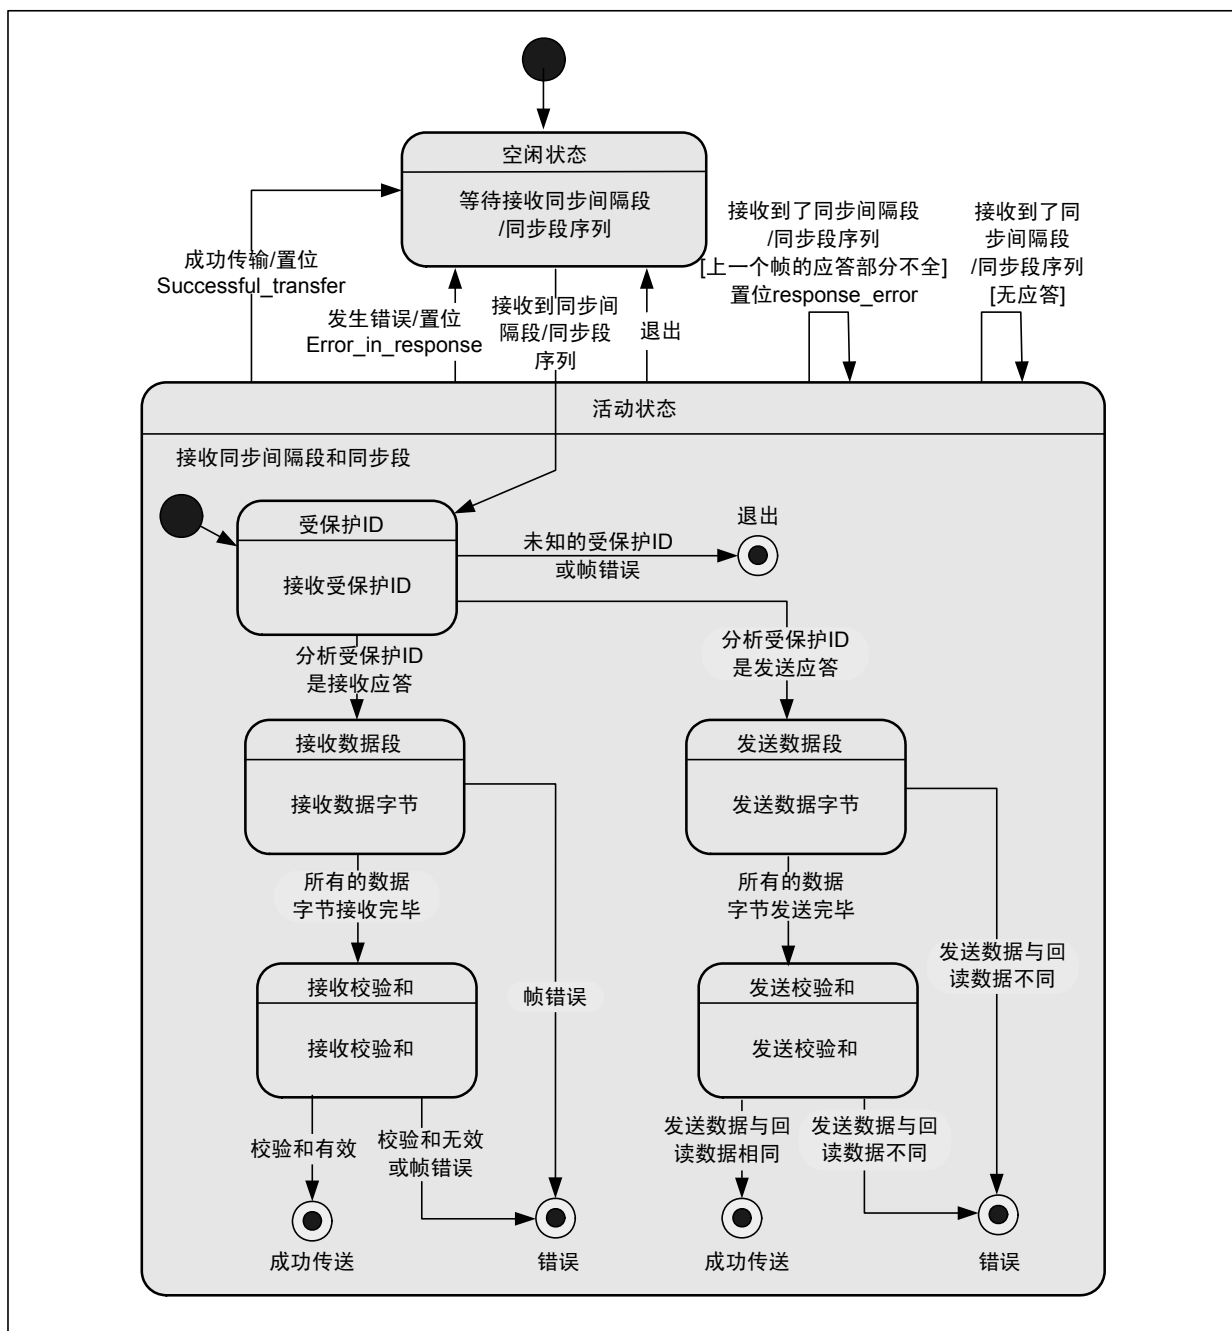 空闲状态
等待接收同步间隔段
/同步段序列
成功传输/置位
Successful_transfer
发生错误/置位
Error_in_response
接收到同步间
隔段/同步段
序列
退出
接收到了同步间隔段
/同步段序列
[上一个帧的应答部分不全]
置位response_error
接收到了同
步间隔段
/同步段序列
[无应答]
活动状态
接收同步间隔段和同步段
受保护ID
接收受保护ID
未知的受保护ID
或帧错误
退出
分析受保护ID
是接收应答
分析受保护ID
是发送应答
接收数据段
接收数据字节
发送数据段
发送数据字节
所有的数据
字节接收完毕
所有的数据
字节发送完毕
帧错误
发送数据与回
读数据不同
接收校验和
接收校验和
发送校验和
发送校验和
校验和有效
校验和无效
或帧错误
发送数据与回
读数据相同
发送数据与回
读数据不同
成功传送
错误
成功传送
错误